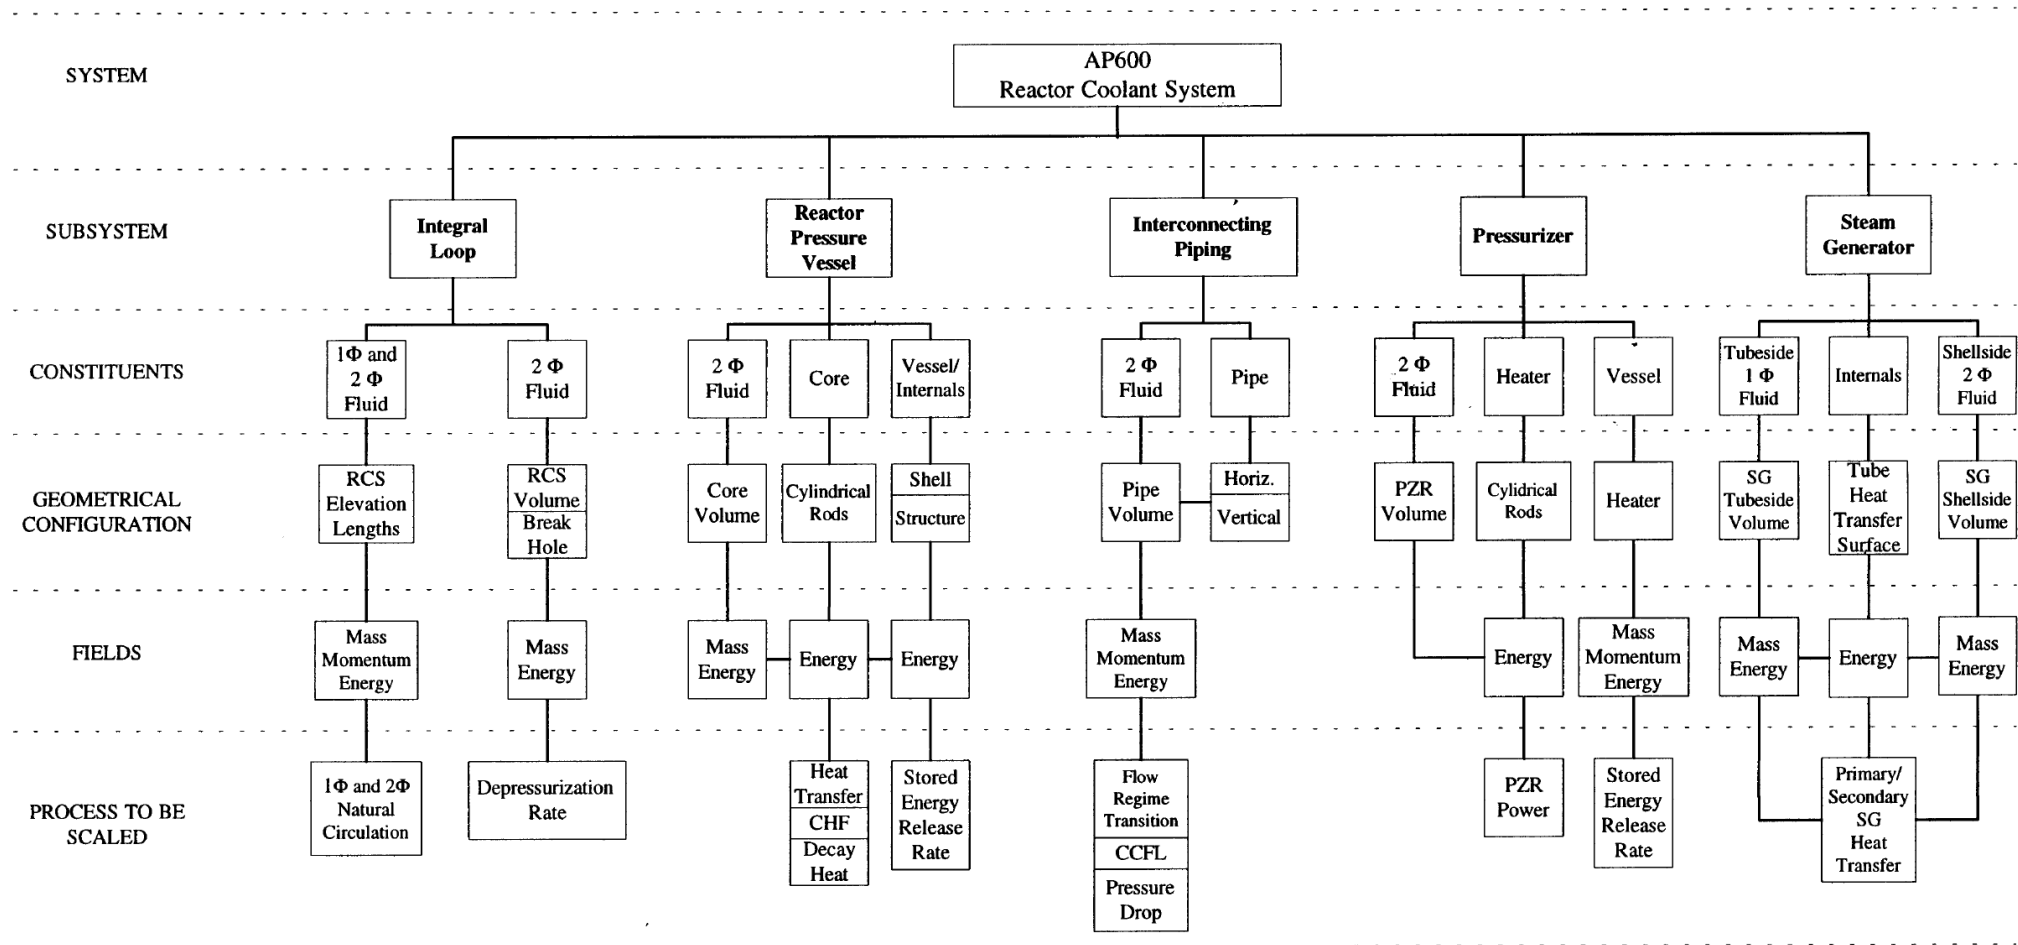 SYSTEM
AP600
Reactor Coolant System
SUBSYSTEM
Integral
Loop
Reactor
Pressure
Vessel
Interconnecting
Piping
Pressurizer
Steam
Generator
CONSTITUENTS
1Φ and
2 Φ
Fluid
2 Φ
Fluid
2 Φ
Fluid
Core
Vessel/
Internals
2 Φ
Fluid
Pipe
2 Φ
Fluid
Heater
Vessel
Tubeside
1 Φ
Fluid
Internals
Shellside
2 Φ
Fluid
GEOMETRICAL
CONFIGURATION
RCS
Elevation
Lengths
RCS
Volume
Break
Hole
Core
Volume
Cylindrical
Rods
Shell
Structure
Pipe
Volume
Horiz.
Vertical
PZR
Volume
Cylidrical
Rods
Heater
SG
Tubeside
Volume
Tube
Heat
Transfer
Surface
SG
Shellside
Volume
FIELDS
Mass
Momentum
Energy
Mass
Energy
Mass
Energy
Energy
Energy
Mass
Momentum
Energy
Energy
Mass
Momentum
Energy
Mass
Energy
Energy
Mass
Energy
PROCESS TO BE
SCALED
1Φ and 2Φ
Natural
Circulation
Depressurization
Rate
Heat
Transfer
CHF
Decay
Heat
Stored
Energy
Release
Rate
Flow
Regime
Transition
CCFL
Pressure
Drop
PZR
Power
Stored
Energy
Release
Rate
Primary/
Secondary
SG
Heat
Transfer